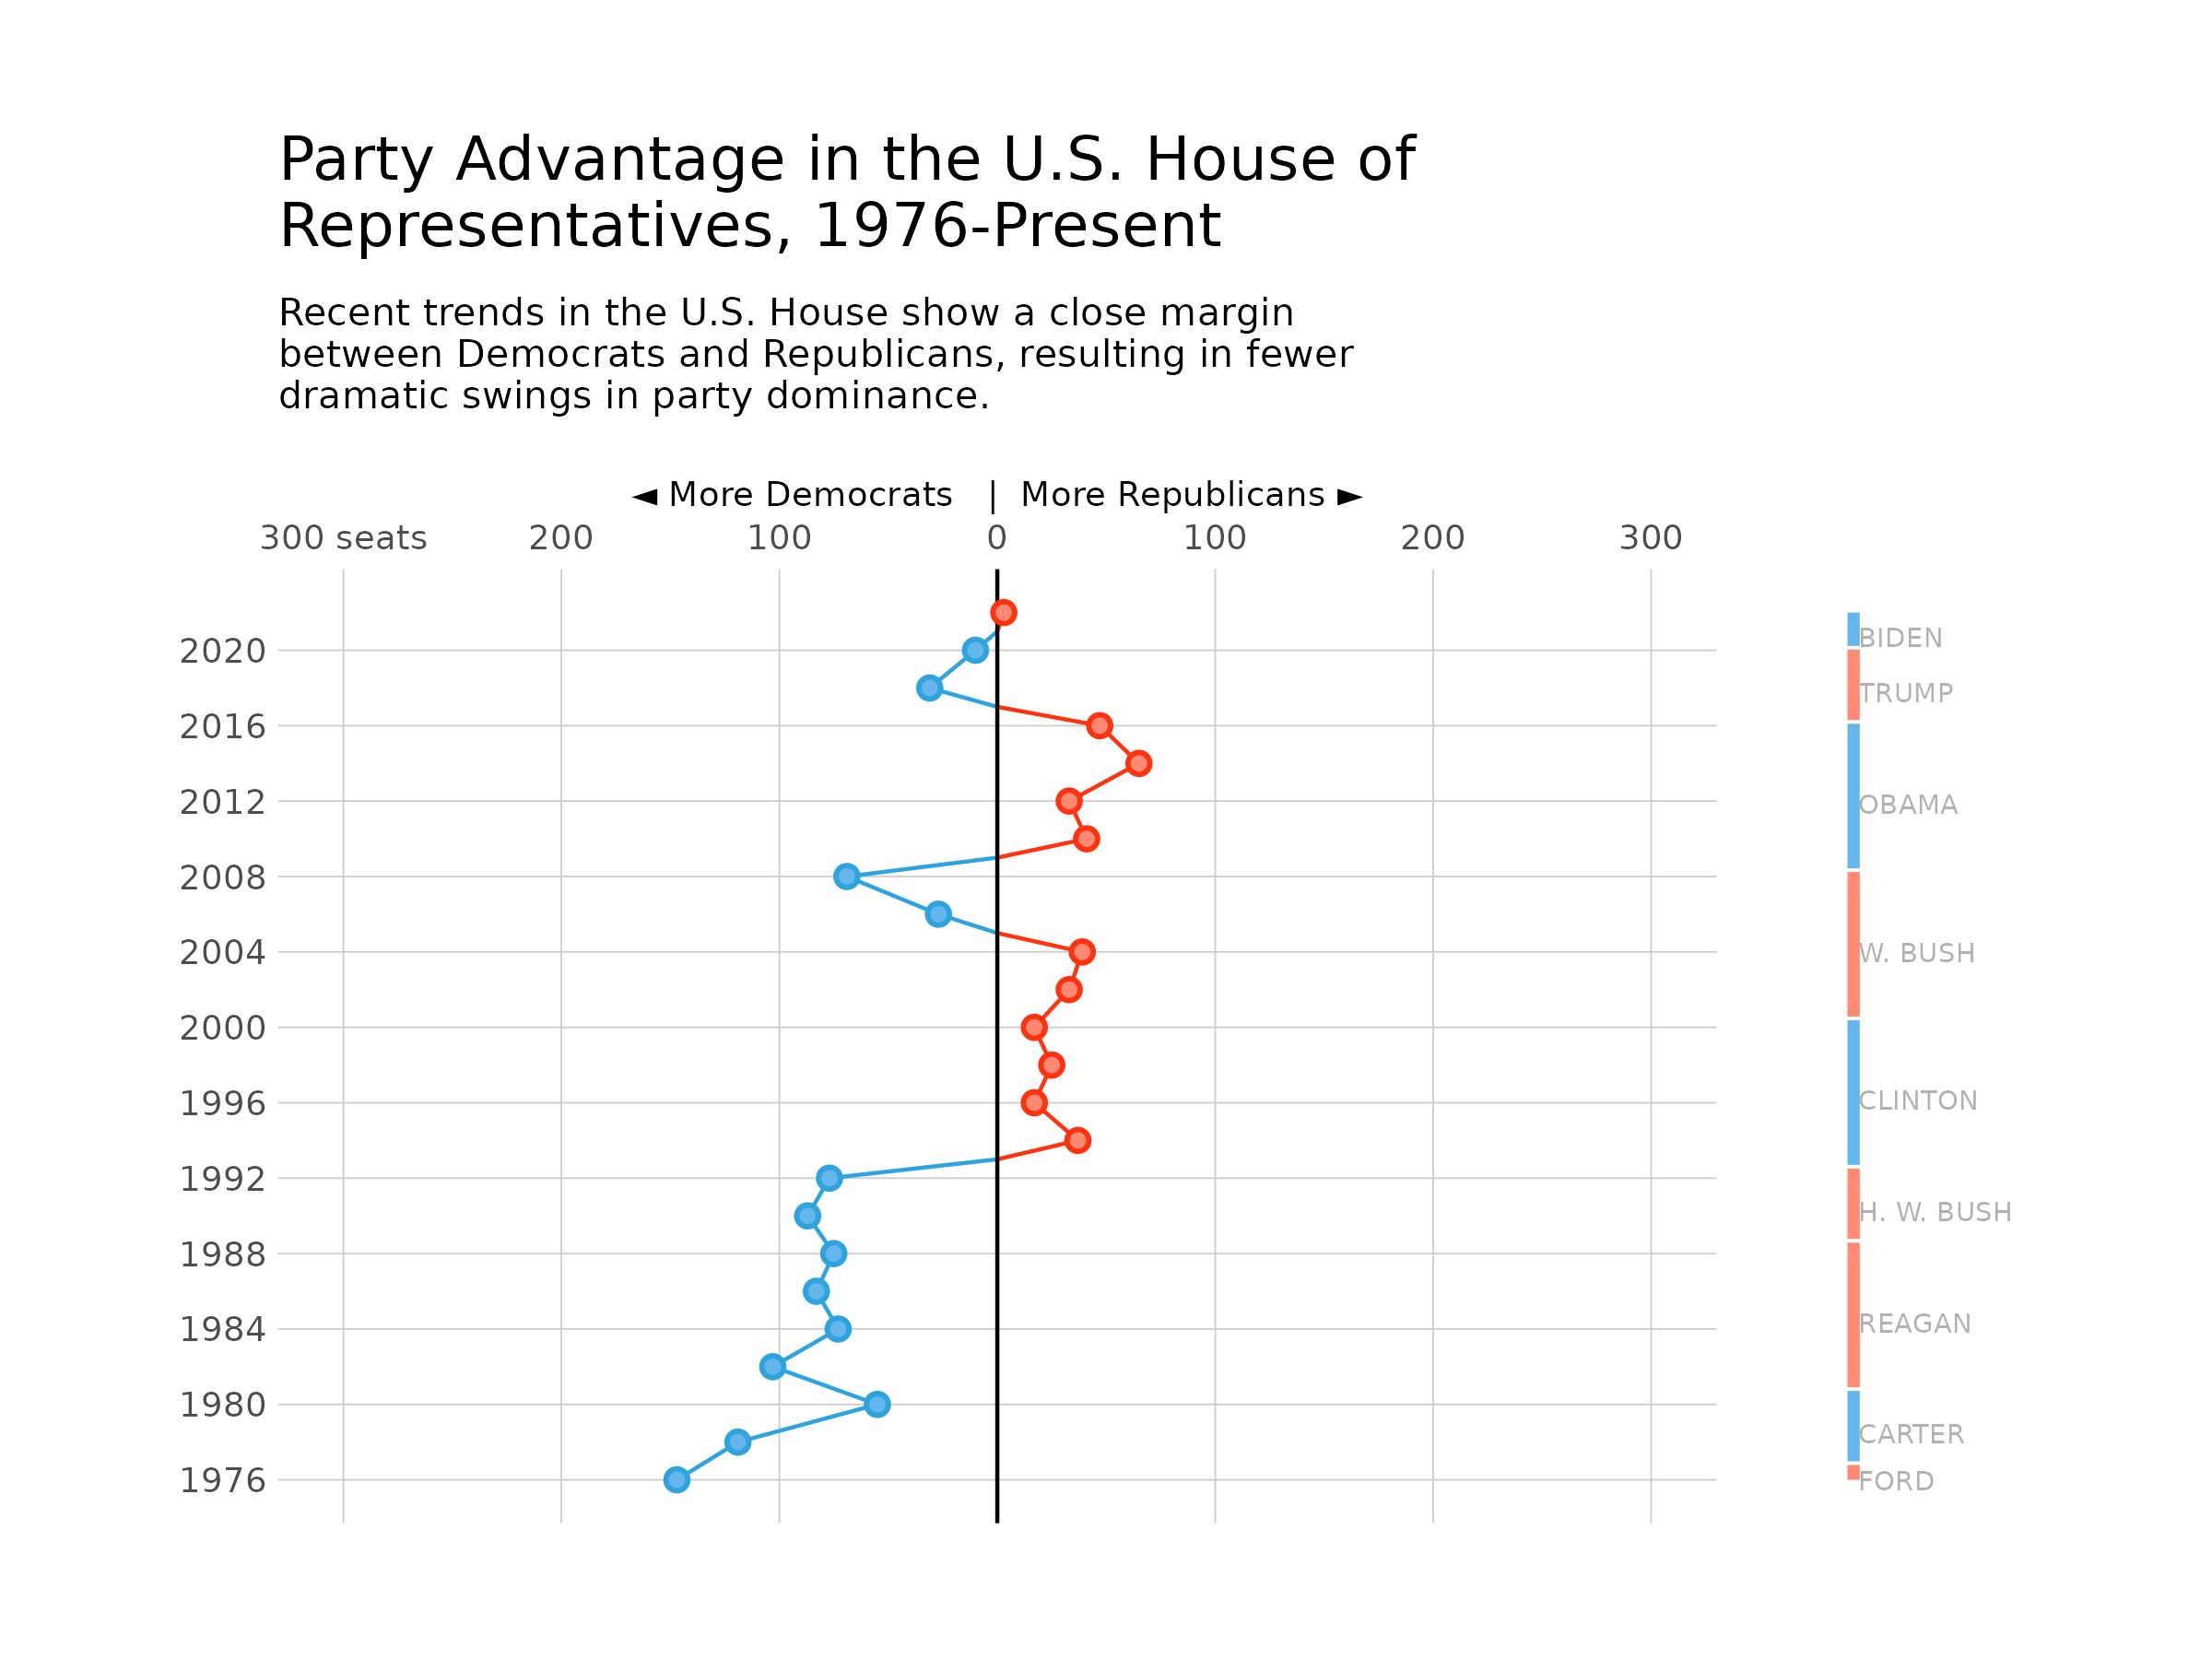 Party Advantage in the U.S. House of
Representatives, 1976-Present
Recent trends in the U.S. House show a close margin
between Democrats and Republicans, resulting in fewer
dramatic swings in party dominance.
◄ More Democrats | More Republicans ►
300 seats 200 100 0 100 200 300
2020
2016
2012
2008
2004
2000
1996
1992
1988
1984
1980
1976
BIDEN
TRUMP
OBAMA
W. BUSH
CLINTON
H. W. BUSH
REAGAN
CARTER
FORD